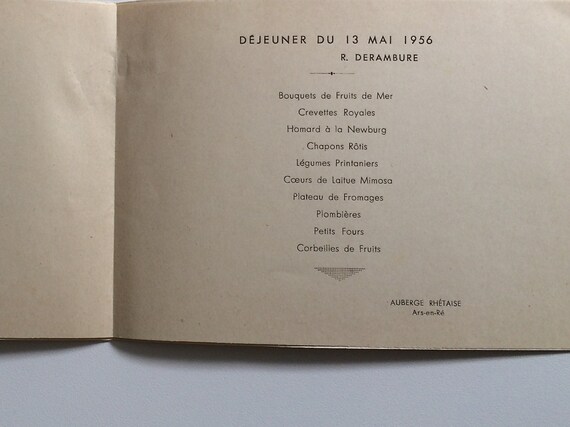 DÉJEUNER DU 13 MAI 1956
R. DERAMBURE
Bouquets de Fruits de Mer
Crevettes Royales
Homard à la Newburg
Chapons Rôtis
Légumes Printaniers
Cœurs de Laitue Mimosa
Plateau de Fromages
Plombières
Petits Fours
Corbeilles de Fruits
AUBERGE RHÉTAISE
Ars-en-Ré